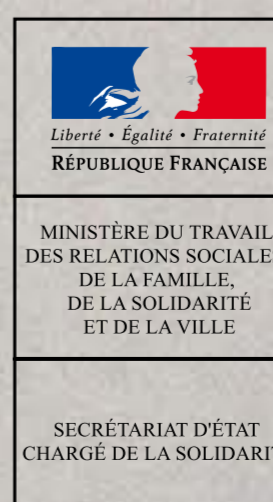 Liberté • Égalité • Fraternité
RÉPUBLIQUE FRANÇAISE
MINISTÈRE DU TRAVAIL
DES RELATIONS SOCIALE
DE LA FAMILLE,
DE LA SOLIDARITÉ
ET DE LA VILLE
SECRÉTARIAT D'ÉTAT
CHARGÉ DE LA SOLIDARI